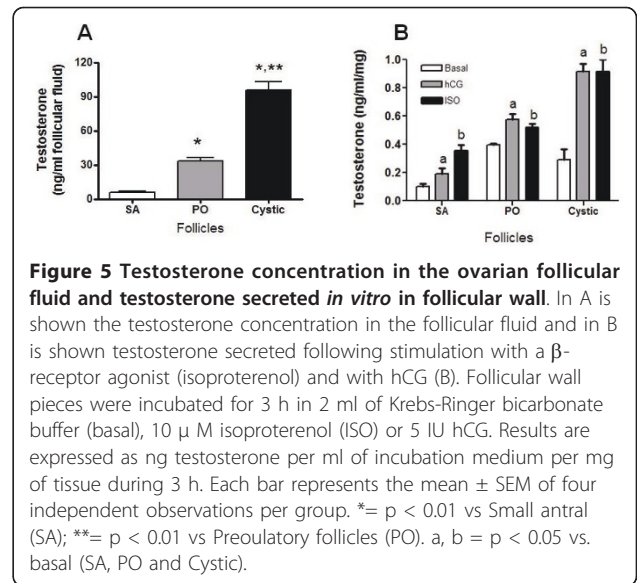 A
B
Testosterone
(ng/ml follicular fluid)
120
90
60
30
0
*
*,**
SA
PO
Cystic
Follicles
Testosterone (ng/ml/mg)
1.0
0.8
0.6
0.4
0.2
0.0
Basal
hCG
ISO
a
b
a
b
a
b
SA
PO
Cystic
Follicles
Figure 5 Testosterone concentration in the ovarian follicular
fluid and testosterone secreted in vitro in follicular wall. In A is
shown the testosterone concentration in the follicular fluid and in B
is shown testosterone secreted following stimulation with a β-
receptor agonist (isoproterenol) and with hCG (B). Follicular wall
pieces were incubated for 3 h in 2 ml of Krebs-Ringer bicarbonate
buffer (basal), 10 μ M isoproterenol (ISO) or 5 IU hCG. Results are
expressed as ng testosterone per ml of incubation medium per mg
of tissue during 3 h. Each bar represents the mean ± SEM of four
independent observations per group. *= p < 0.01 vs Small antral
(SA); **= p < 0.01 vs Preoulatory follicles (PO). a, b = p < 0.05 vs.
basal (SA, PO and Cystic).